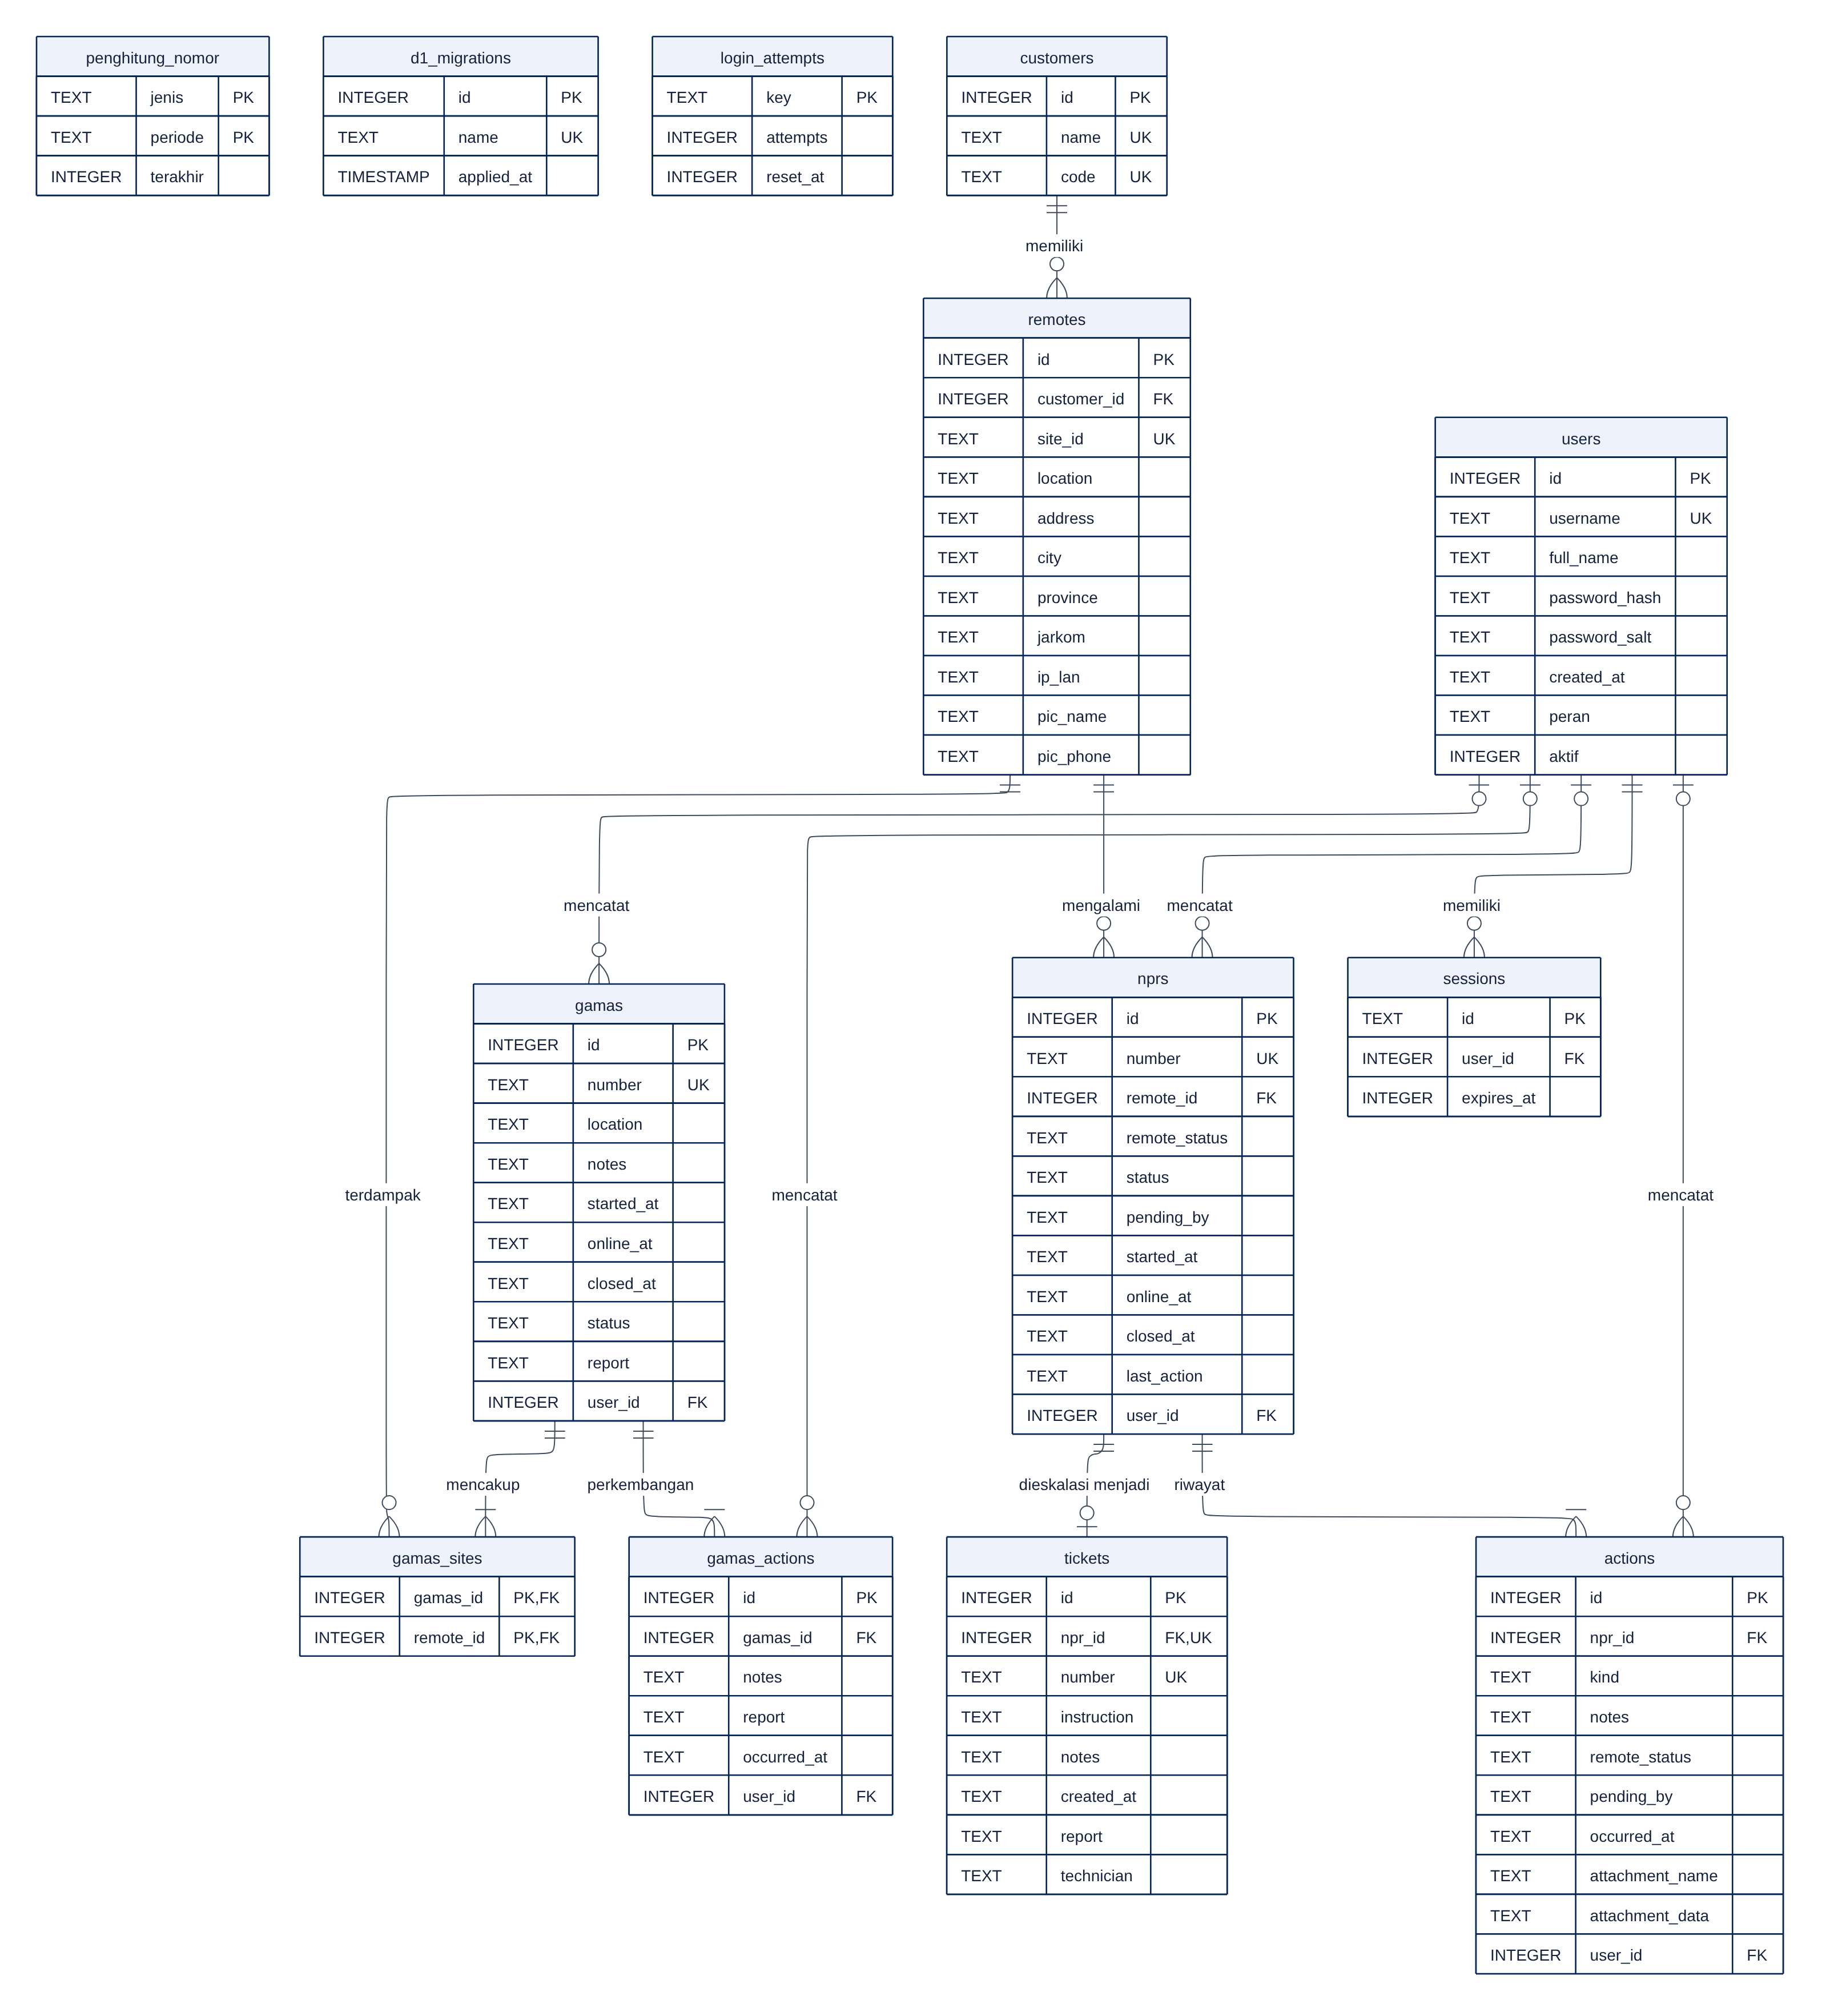 penghitung_nomor
TEXT jenis PK
TEXT periode PK
INTEGER terakhir
d1_migrations
INTEGER id PK
TEXT name UK
TIMESTAMP applied_at
login_attempts
TEXT key PK
INTEGER attempts
INTEGER reset_at
customers
INTEGER id PK
TEXT name UK
TEXT code UK
memiliki
remotes
INTEGER id PK
INTEGER customer_id FK
TEXT site_id UK
TEXT location
TEXT address
TEXT city
TEXT province
TEXT jarkom
TEXT ip_lan
TEXT pic_name
TEXT pic_phone
users
INTEGER id PK
TEXT username UK
TEXT full_name
TEXT password_hash
TEXT password_salt
TEXT created_at
TEXT peran
INTEGER aktif
mencatat
mengalami
mencatat
memiliki
gamas
INTEGER id PK
TEXT number UK
TEXT location
TEXT notes
TEXT started_at
TEXT online_at
TEXT closed_at
TEXT status
TEXT report
INTEGER user_id FK
nprs
INTEGER id PK
TEXT number UK
INTEGER remote_id FK
TEXT remote_status
TEXT status
TEXT pending_by
TEXT started_at
TEXT online_at
TEXT closed_at
TEXT last_action
INTEGER user_id FK
sessions
TEXT id PK
INTEGER user_id FK
INTEGER expires_at
terdampak
mencatat
mencatat
mencakup
perkembangan
dieskalasi menjadi
riwayat
gamas_sites
INTEGER gamas_id PK,FK
INTEGER remote_id PK,FK
gamas_actions
INTEGER id PK
INTEGER gamas_id FK
TEXT notes
TEXT report
TEXT occurred_at
INTEGER user_id FK
tickets
INTEGER id PK
INTEGER npr_id FK,UK
TEXT number UK
TEXT instruction
TEXT notes
TEXT created_at
TEXT report
TEXT technician
actions
INTEGER id PK
INTEGER npr_id FK
TEXT kind
TEXT notes
TEXT remote_status
TEXT pending_by
TEXT occurred_at
TEXT attachment_name
TEXT attachment_data
INTEGER user_id FK